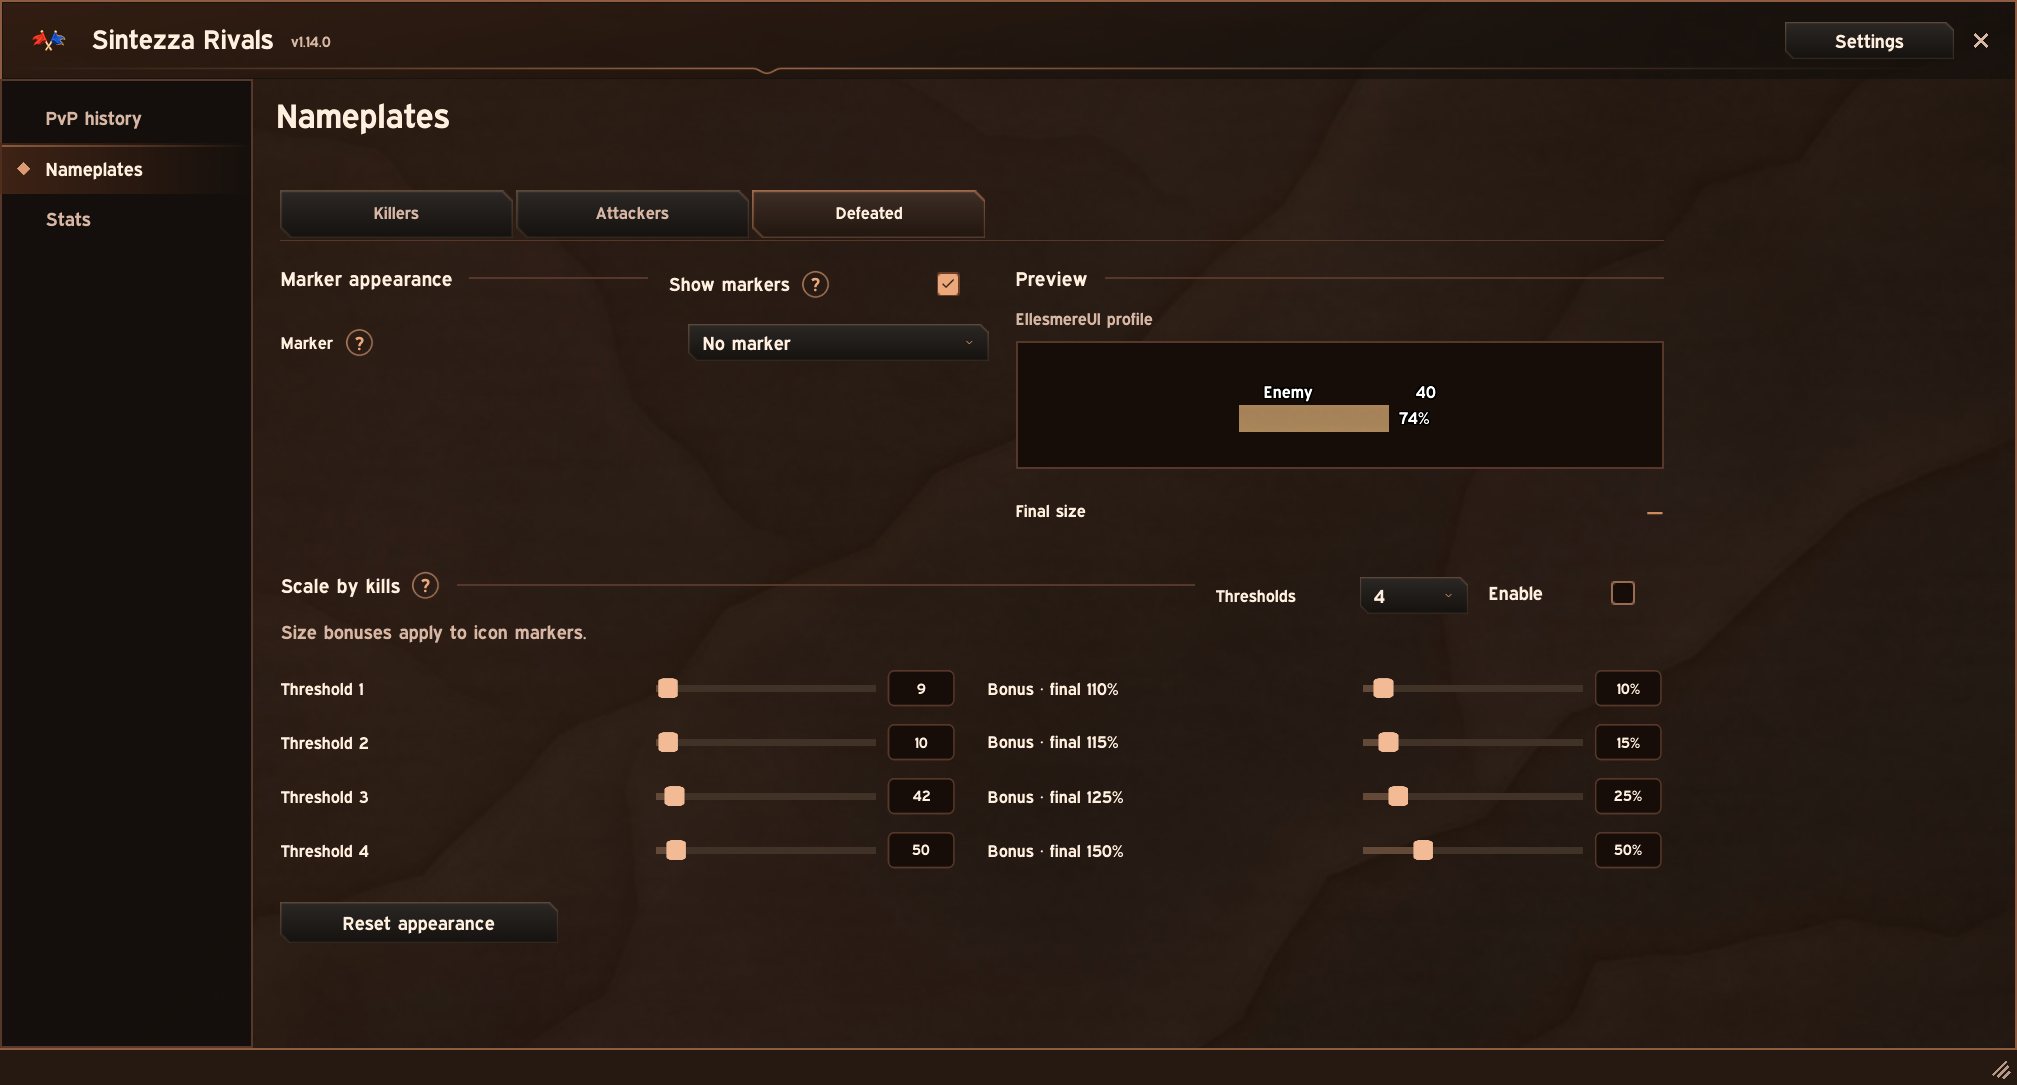 Sintezza Rivals v1.14.0
Settings
PvP history
Nameplates
Stats
Nameplates
Killers
Attackers
Defeated
Marker appearance
Show markers ?
Marker ?
No marker
Preview
EllesmereUI profile
Enemy 40
74%
Final size —
Scale by kills ?
Thresholds 4 Enable
Size bonuses apply to icon markers.
Threshold 1 9 Bonus · final 110% 10%
Threshold 2 10 Bonus · final 115% 15%
Threshold 3 42 Bonus · final 125% 25%
Threshold 4 50 Bonus · final 150% 50%
Reset appearance